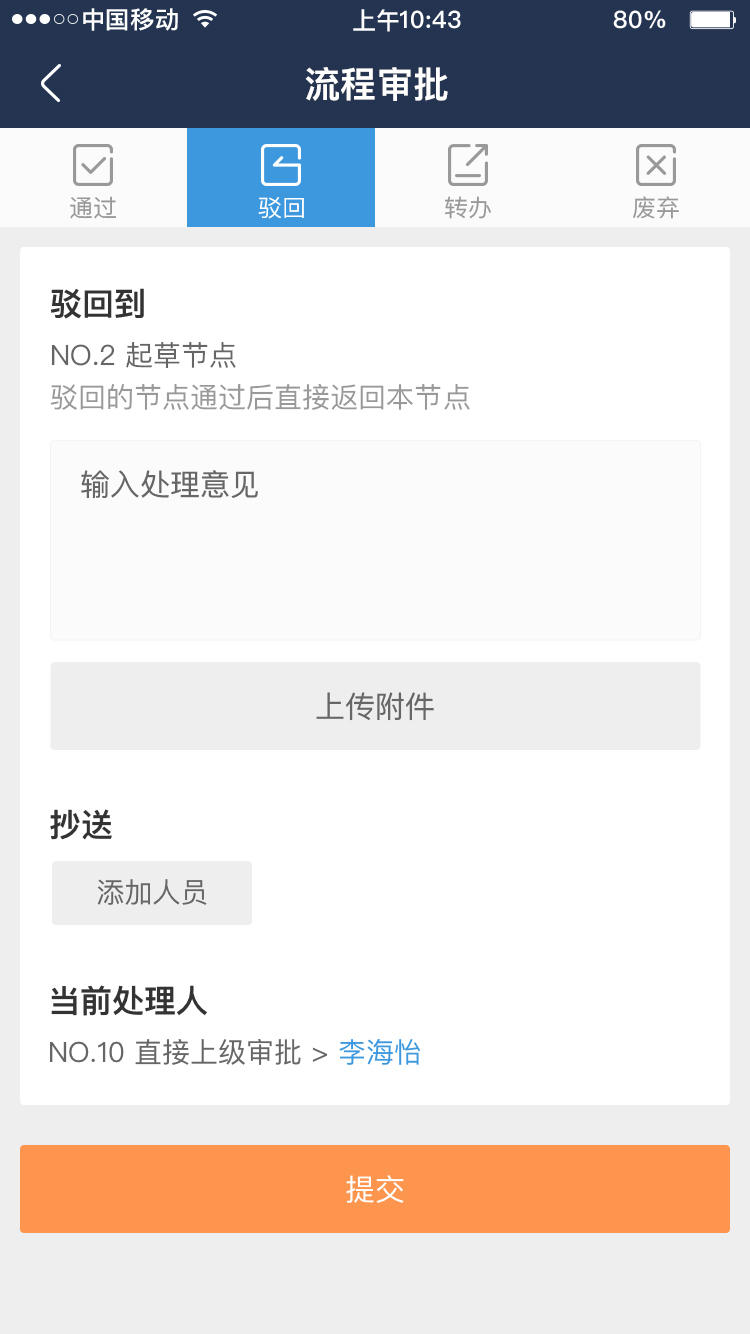 中国移动 上午10:43 80%
流程审批
通过 驳回 转办 废弃
驳回到
NO.2 起草节点
驳回的节点通过后直接返回本节点
输入处理意见
上传附件
抄送
添加人员
当前处理人
NO.10 直接上级审批 > 李海怡
提交